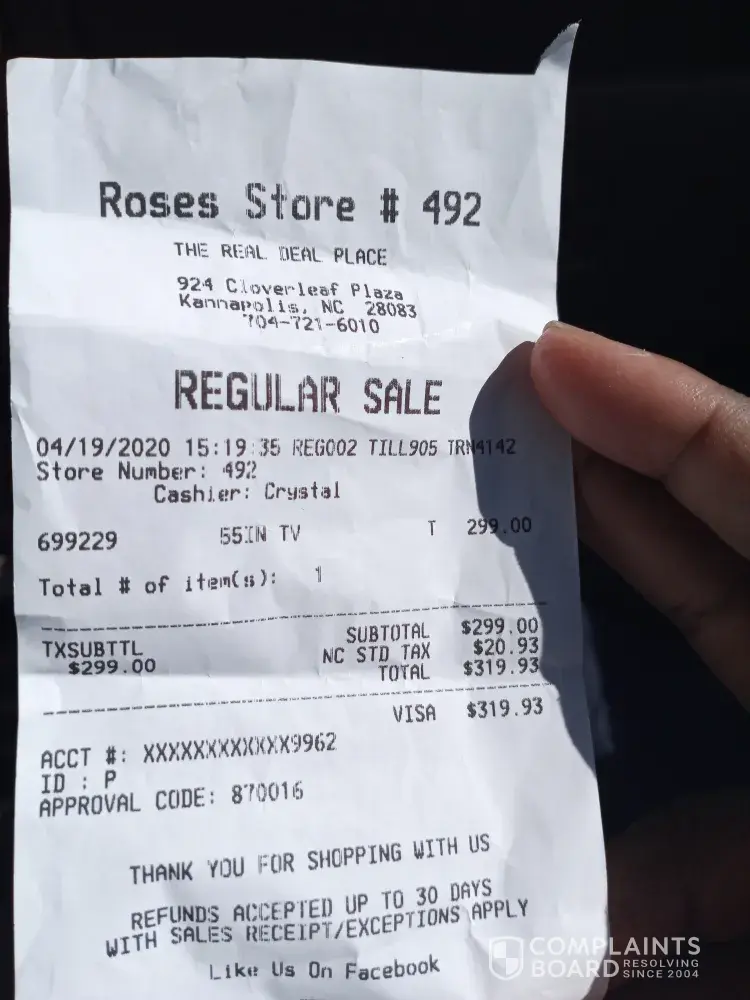 Roses Store # 492
THE REAL DEAL PLACE
924 Cloverleaf Plaza
Kannapolis, NC 28083
704-721-6010
REGULAR SALE
04/19/2020 15:19:35 REG002 TILL905 TRN4142
Store Number: 492
Cashier: Crystal
699229 55IN TV T 299.00
Total # of item(s): 1
SUBTOTAL $299.00
TXSUBTTL NC STD TAX $20.93
$299.00 TOTAL $319.93
VISA $319.93
ACCT #: XXXXXXXXXXXX9962
ID : P
APPROVAL CODE: 870016
THANK YOU FOR SHOPPING WITH US
REFUNDS ACCEPTED UP TO 30 DAYS
WITH SALES RECEIPT/EXCEPTIONS APPLY
Like Us On Facebook
COMPLAINTS
BOARD RESOLVING
SINCE 2004